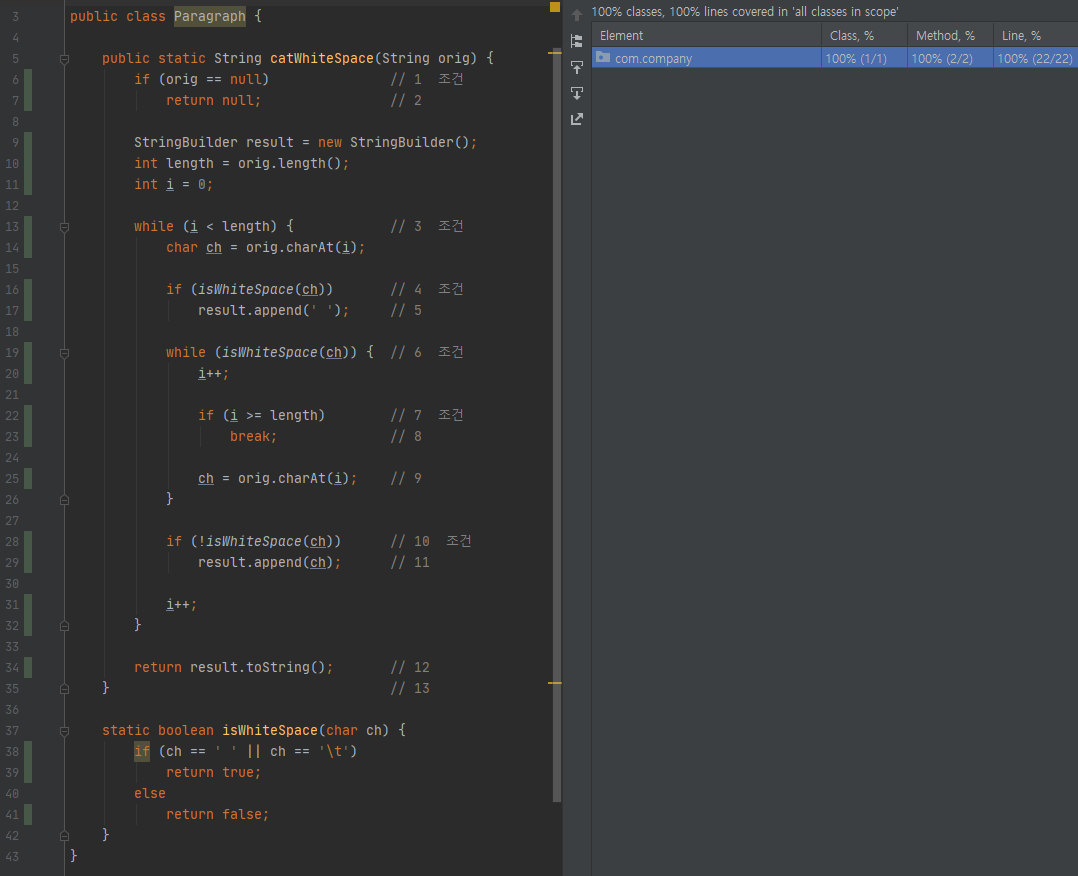 100% classes, 100% lines covered in 'all classes in scope'
Element Class, % Method, % Line, %
com.company 100% (1/1) 100% (2/2) 100% (22/22)
3 public class Paragraph {
4
5 public static String catWhiteSpace(String orig) {
6 if (orig == null) // 1 조건
7 return null; // 2
8
9 StringBuilder result = new StringBuilder();
10 int length = orig.length();
11 int i = 0;
12
13 while (i < length) { // 3 조건
14 char ch = orig.charAt(i);
15
16 if (isWhiteSpace(ch)) // 4 조건
17 result.append(' '); // 5
18
19 while (isWhiteSpace(ch)) { // 6 조건
20 i++;
21
22 if (i >= length) // 7 조건
23 break; // 8
24
25 ch = orig.charAt(i); // 9
26 }
27
28 if (!isWhiteSpace(ch)) // 10 조건
29 result.append(ch); // 11
30
31 i++;
32 }
33
34 return result.toString(); // 12
35 } // 13
36
37 static boolean isWhiteSpace(char ch) {
38 if (ch == ' ' || ch == '\t')
39 return true;
40 else
41 return false;
42 }
43 }